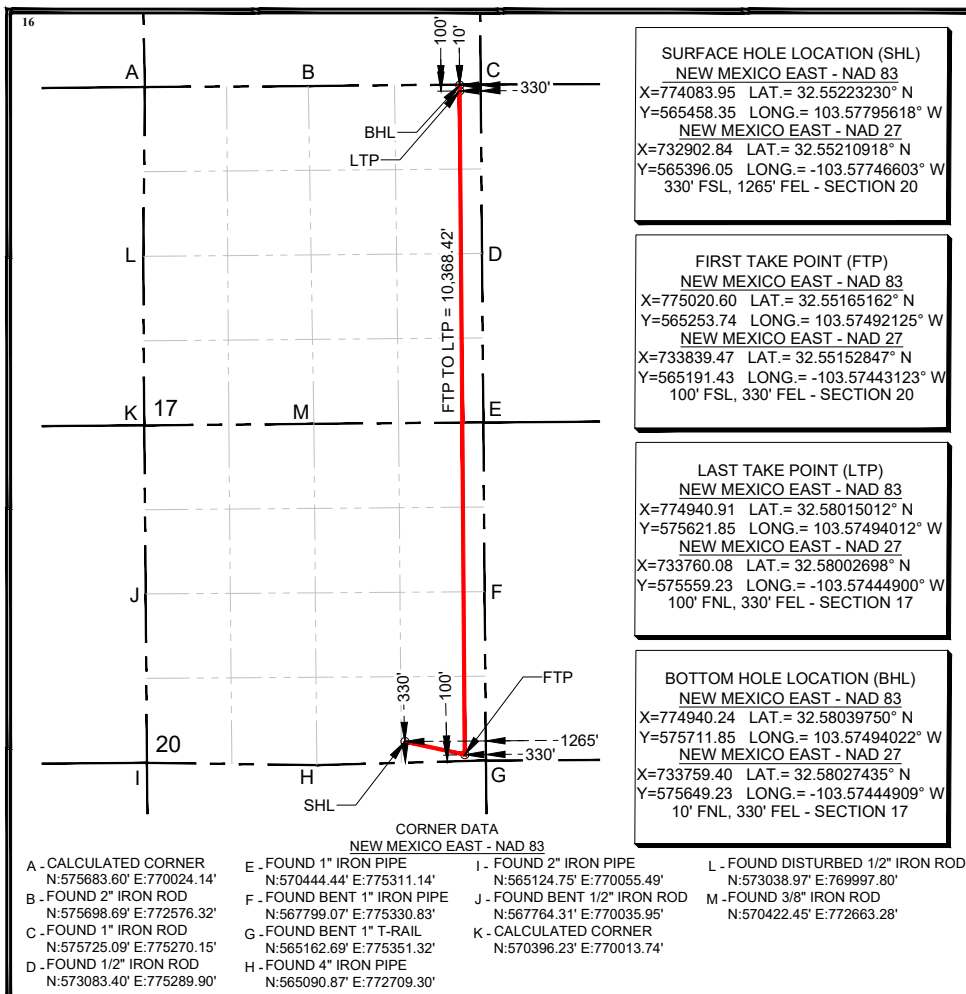 16
100'
10'
A
B
C
330'
BHL
LTP
L
D
FTP TO LTP = 10,368.42'
K
17
M
E
J
F
330'
100'
FTP
20
1265'
330'
I
H
G
SHL
SURFACE HOLE LOCATION (SHL)
NEW MEXICO EAST - NAD 83
X=774083.95 LAT.= 32.55223230° N
Y=565458.35 LONG.= 103.57795618° W
NEW MEXICO EAST - NAD 27
X=732902.84 LAT.= 32.55210918° N
Y=565396.05 LONG.= -103.57746603° W
330' FSL, 1265' FEL - SECTION 20
FIRST TAKE POINT (FTP)
NEW MEXICO EAST - NAD 83
X=775020.60 LAT.= 32.55165162° N
Y=565253.74 LONG.= 103.57492125° W
NEW MEXICO EAST - NAD 27
X=733839.47 LAT.= 32.55152847° N
Y=565191.43 LONG.= -103.57443123° W
100' FSL, 330' FEL - SECTION 20
LAST TAKE POINT (LTP)
NEW MEXICO EAST - NAD 83
X=774940.91 LAT.= 32.58015012° N
Y=575621.85 LONG.= 103.57494012° W
NEW MEXICO EAST - NAD 27
X=733760.08 LAT.= 32.58002698° N
Y=575559.23 LONG.= -103.57444900° W
100' FNL, 330' FEL - SECTION 17
BOTTOM HOLE LOCATION (BHL)
NEW MEXICO EAST - NAD 83
X=774940.24 LAT.= 32.58039750° N
Y=575711.85 LONG.= 103.57494022° W
NEW MEXICO EAST - NAD 27
X=733759.40 LAT.= 32.58027435° N
Y=575649.23 LONG.= -103.57444909° W
10' FNL, 330' FEL - SECTION 17
CORNER DATA
NEW MEXICO EAST - NAD 83
A - CALCULATED CORNER
N:575683.60' E:770024.14'
B - FOUND 2" IRON ROD
N:575698.69' E:772576.32'
C - FOUND 1" IRON ROD
N:575725.09' E:775270.15'
D - FOUND 1/2" IRON ROD
N:573083.40' E:775289.90'
E - FOUND 1" IRON PIPE
N:570444.44' E:775311.14'
F - FOUND BENT 1" IRON PIPE
N:567799.07' E:775330.83'
G - FOUND BENT 1" T-RAIL
N:565162.69' E:775351.32'
H - FOUND 4" IRON PIPE
N:565090.87' E:772709.30'
I - FOUND 2" IRON PIPE
N:565124.75' E:770055.49'
J - FOUND BENT 1/2" IRON ROD
N:567764.31' E:770035.95'
K - CALCULATED CORNER
N:570396.23' E:770013.74'
L - FOUND DISTURBED 1/2" IRON ROD
N:573038.97' E:769997.80'
M - FOUND 3/8" IRON ROD
N:570422.45' E:772663.28'